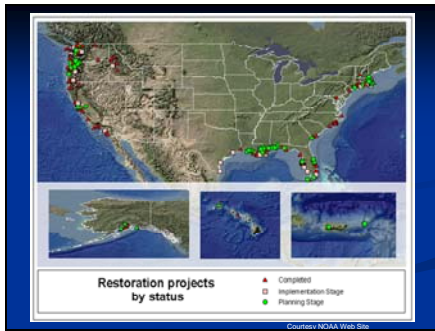 Restoration projects
by status
Completed
Implementation Stage
Planning Stage
Courtesy NOAA Web Site